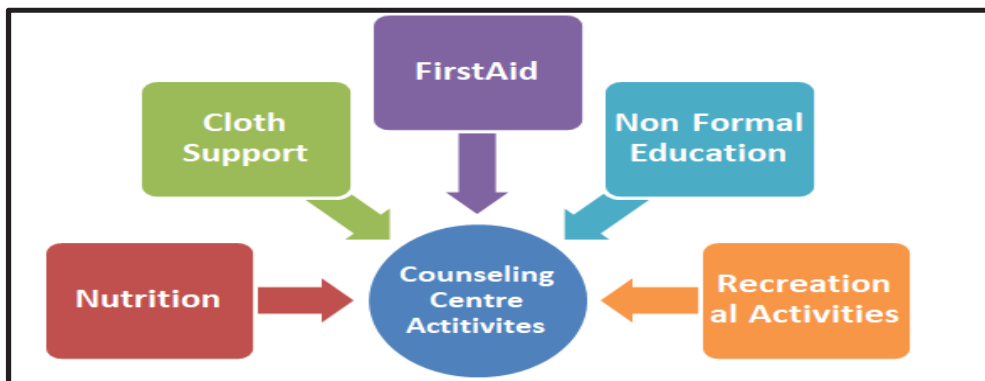 FirstAid
Cloth
Support
Non Formal
Education
Nutrition
Counseling
Centre
Actitivites
Recreation
al Activities